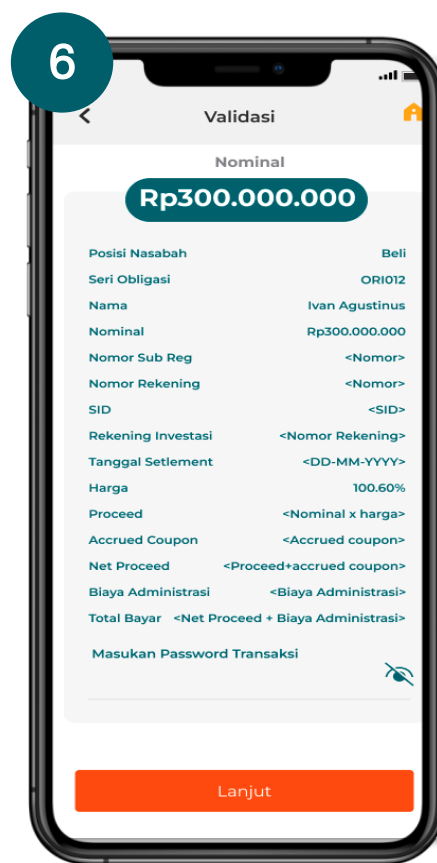 6
Validasi
Nominal
Rp300.000.000
Posisi Nasabah Beli
Seri Obligasi ORI012
Nama Ivan Agustinus
Nominal Rp300.000.000
Nomor Sub Reg <Nomor>
Nomor Rekening <Nomor>
SID <SID>
Rekening Investasi <Nomor Rekening>
Tanggal Setlement <DD-MM-YYYY>
Harga 100.60%
Proceed <Nominal x harga>
Accrued Coupon <Accrued coupon>
Net Proceed <Proceed+accrued coupon>
Biaya Administrasi <Biaya Administrasi>
Total Bayar <Net Proceed + Biaya Administrasi>
Masukan Password Transaksi
Lanjut